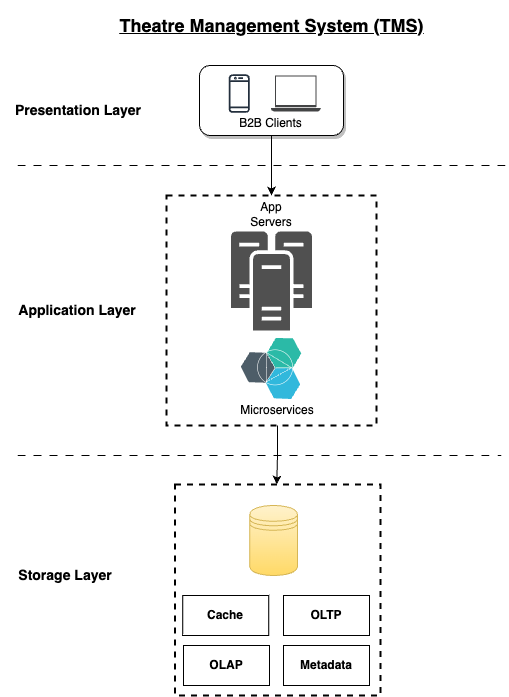 Theatre Management System (TMS)
Presentation Layer
B2B Clients
App
Servers
Application Layer
Microservices
Storage Layer
Cache
OLTP
OLAP
Metadata